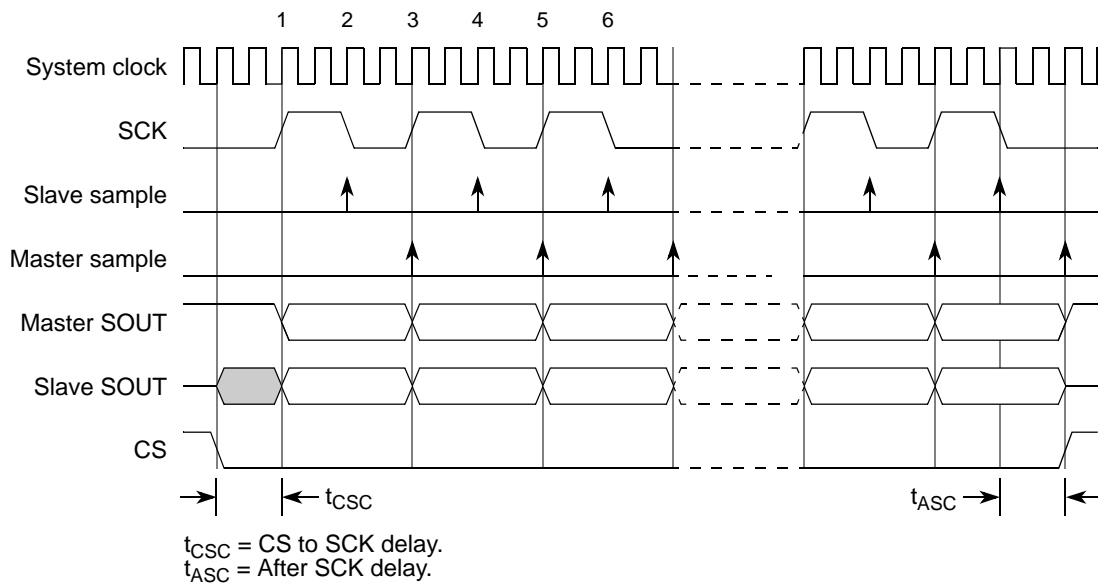 1 2 3 4 5 6
System clock
SCK
Slave sample
Master sample
Master SOUT
Slave SOUT
CS
tCSC tASC
tCSC = CS to SCK delay.
tASC = After SCK delay.